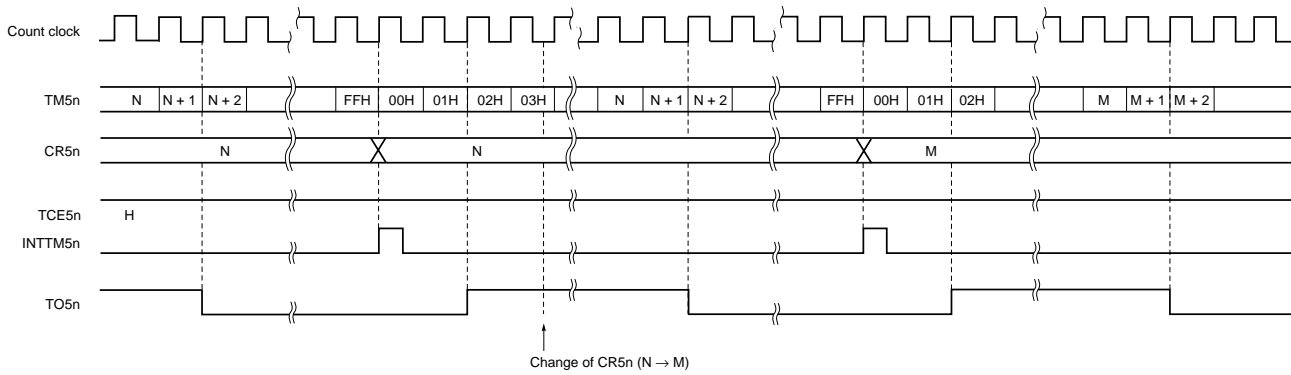 Count clock
TM5n N N + 1 N + 2 FFH 00H 01H 02H 03H N N + 1 N + 2 FFH 00H 01H 02H M M + 1 M + 2
CR5n N N M
TCE5n H
INTTM5n
TO5n
Change of CR5n (N → M)